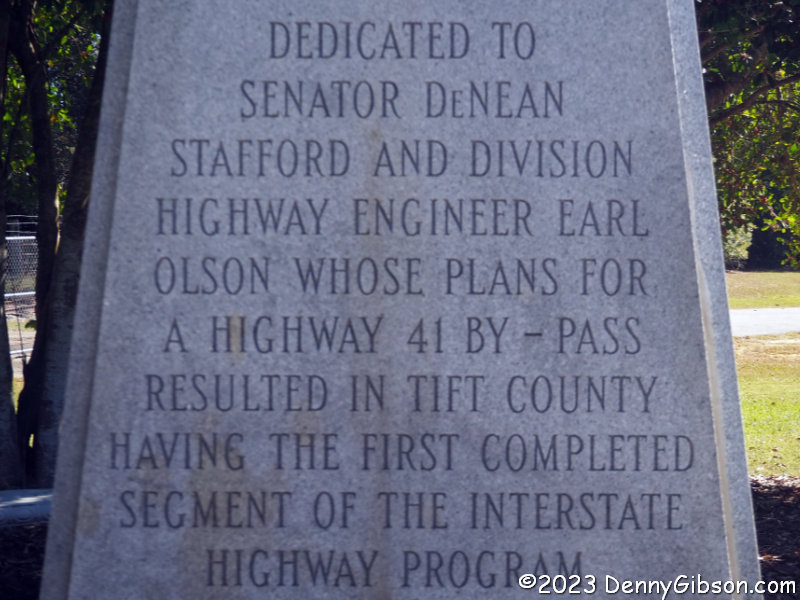 DEDICATED TO
SENATOR DeNEAN
STAFFORD AND DIVISION
HIGHWAY ENGINEER EARL
OLSON WHOSE PLANS FOR
A HIGHWAY 41 BY - PASS
RESULTED IN TIFT COUNTY
HAVING THE FIRST COMPLETED
SEGMENT OF THE INTERSTATE
HIGHWAY PROGRAM
©2023 DennyGibson.com